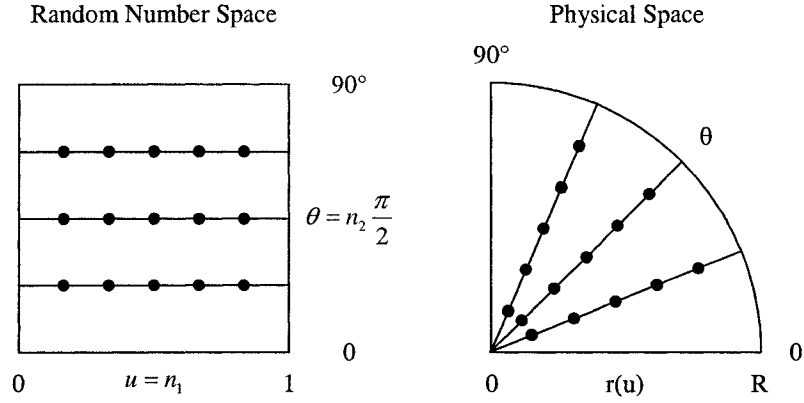 Random Number Space
90°
θ = n₂ π/2
0
0
u = n₁
1
Physical Space
90°
θ
0
0
r(u)
R